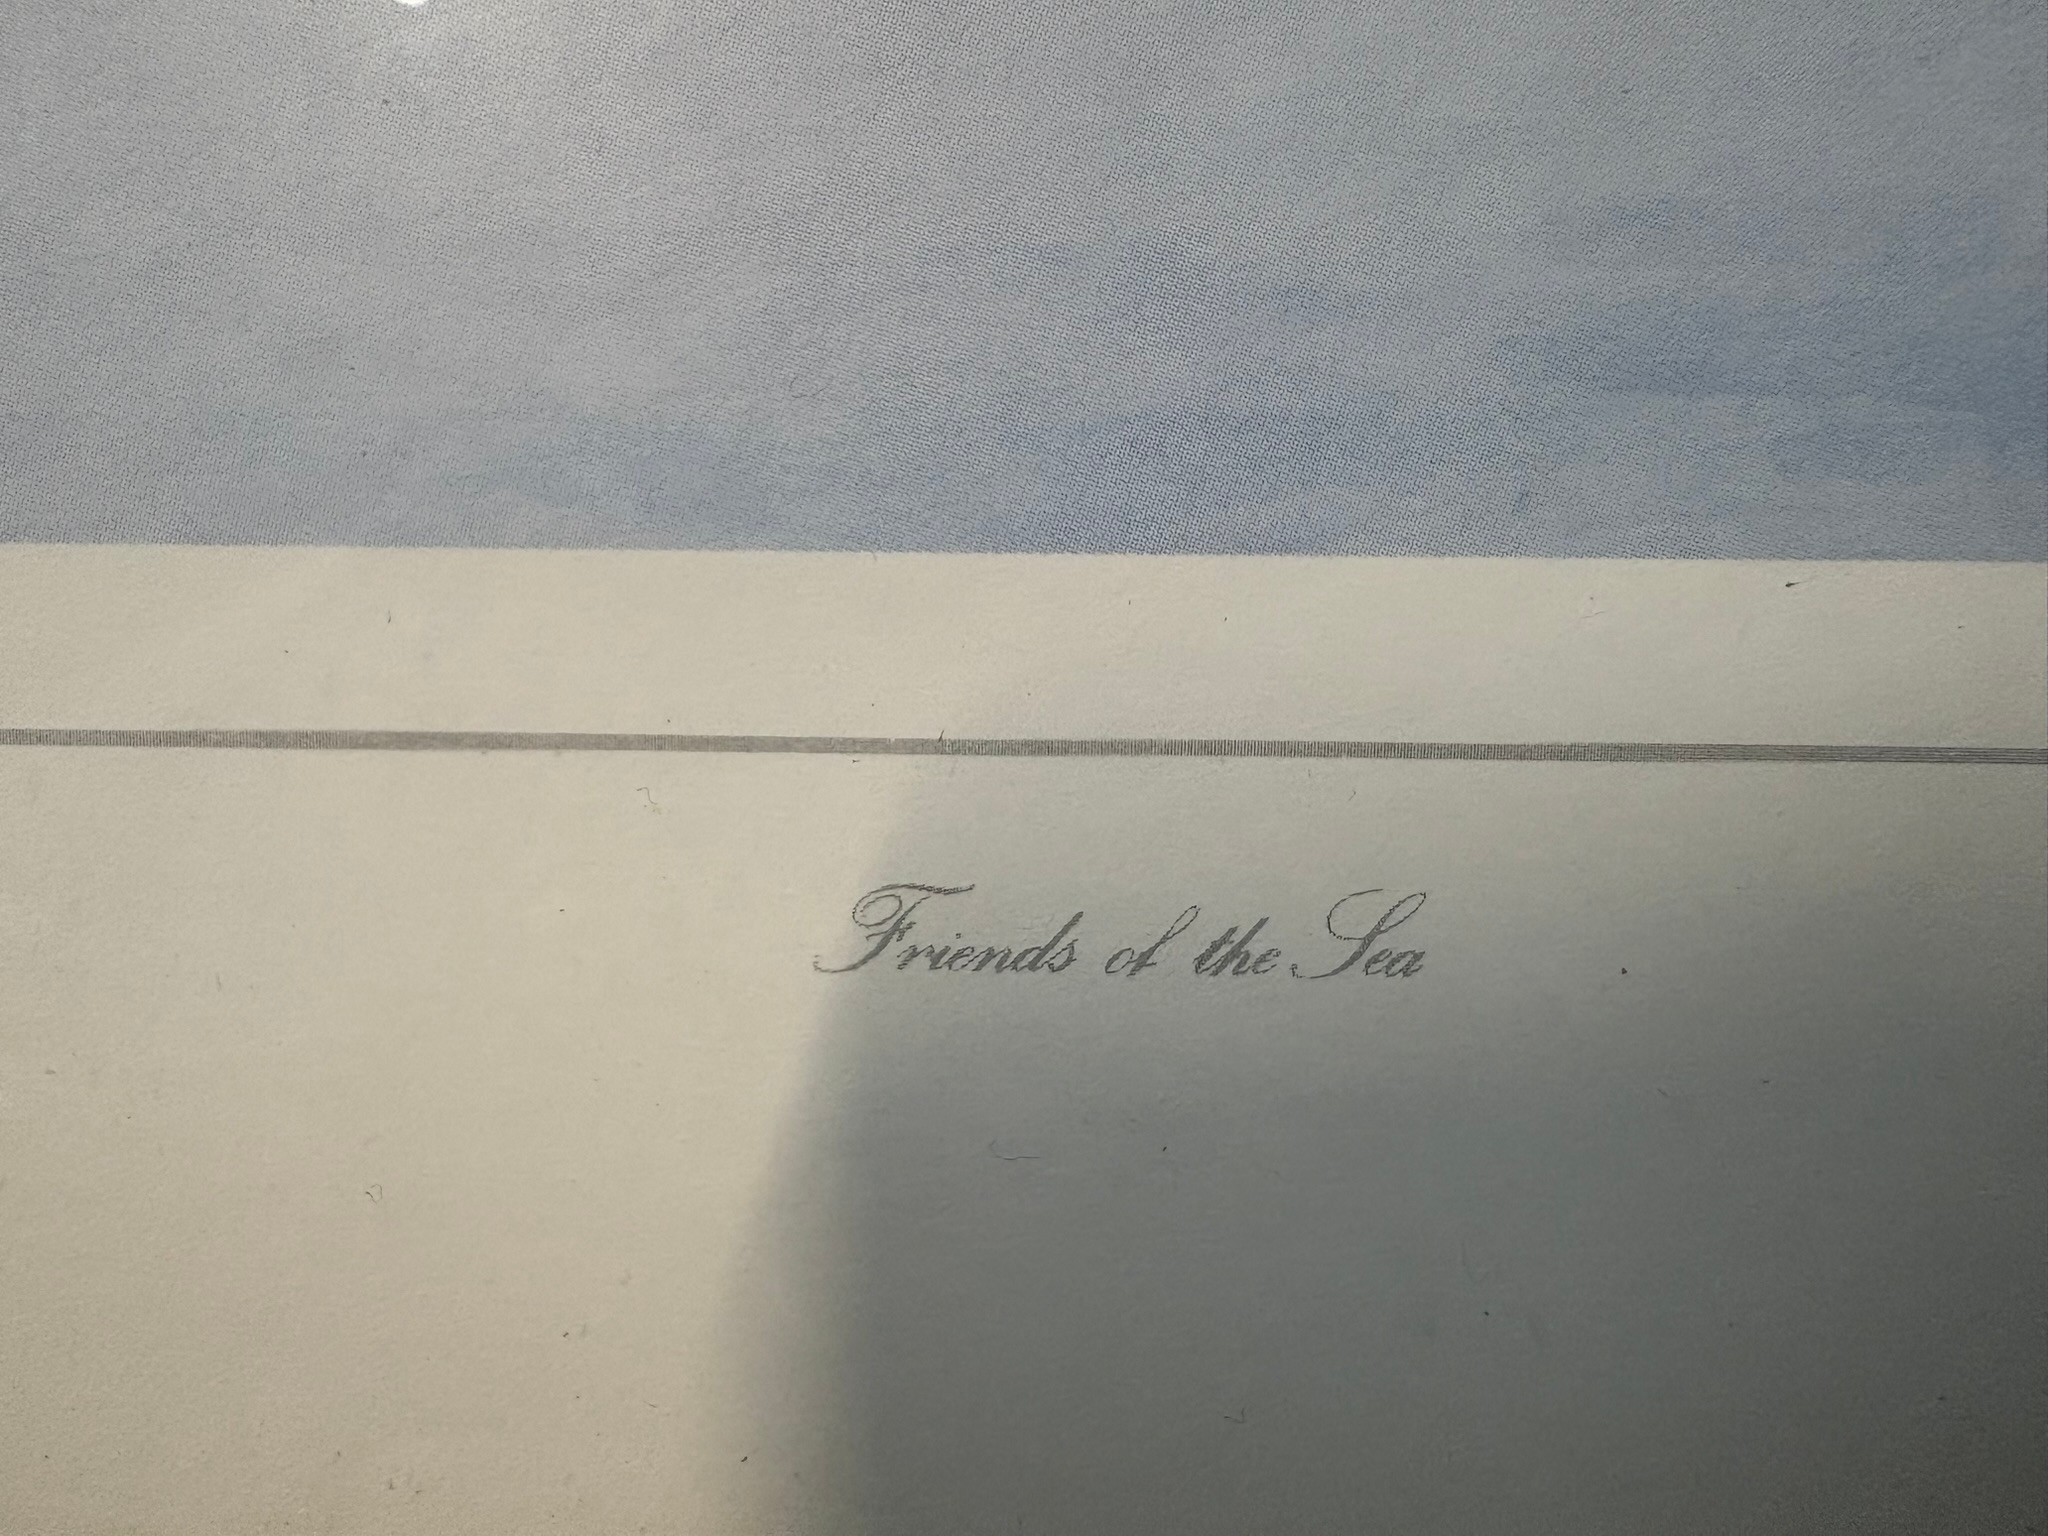 Friends of the Sea